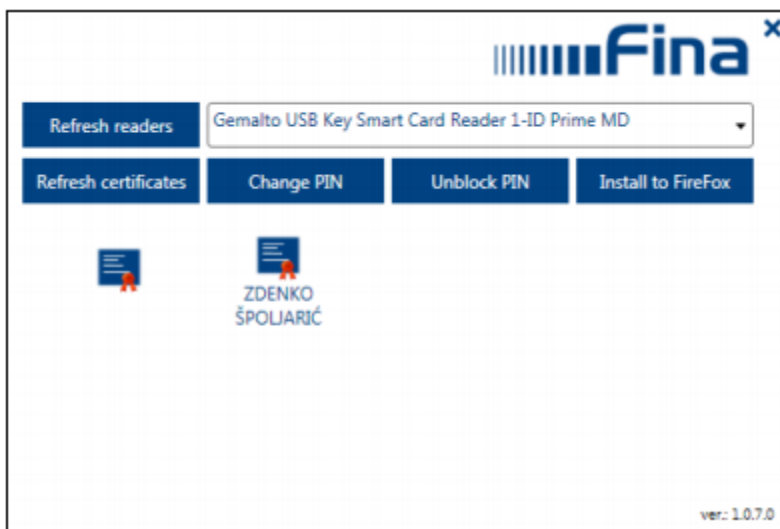 Fina
Refresh readers
Gemalto USB Key Smart Card Reader 1-ID Prime MD
Refresh certificates
Change PIN
Unblock PIN
Install to FireFox
ZDENKO
ŠPOLJARIĆ
ver.: 1.0.7.0